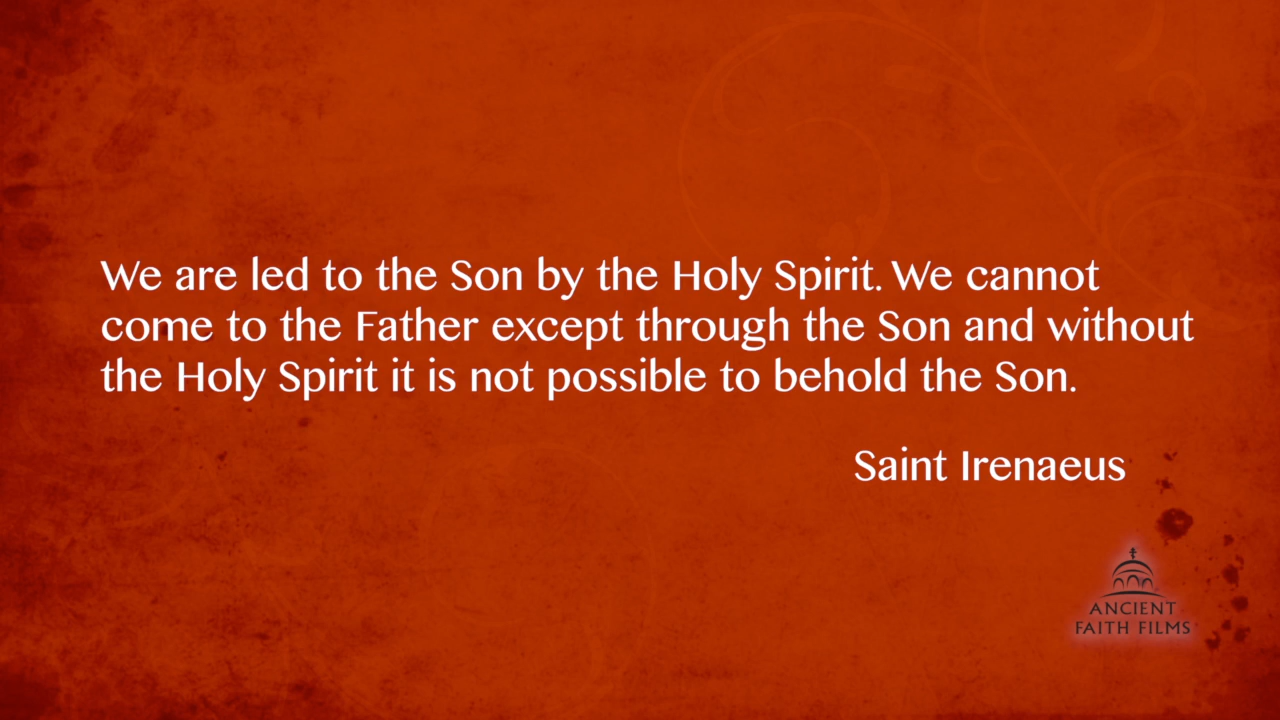 We are led to the Son by the Holy Spirit. We cannot
come to the Father except through the Son and without
the Holy Spirit it is not possible to behold the Son.
Saint Irenaeus
ANCIENT
FAITH FILMS